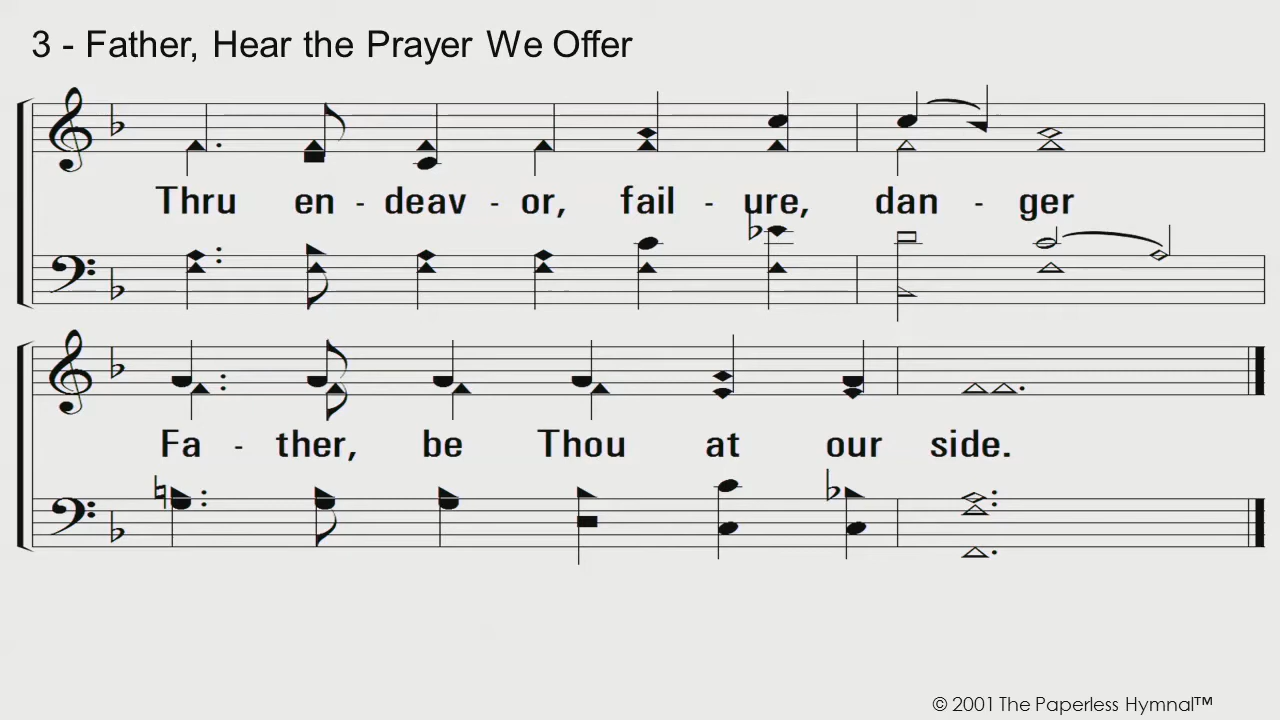 3 - Father, Hear the Prayer We Offer
Thru en - deav - or, fail - ure, dan - ger
Fa - ther, be Thou at our side.
© 2001 The Paperless Hymnal™